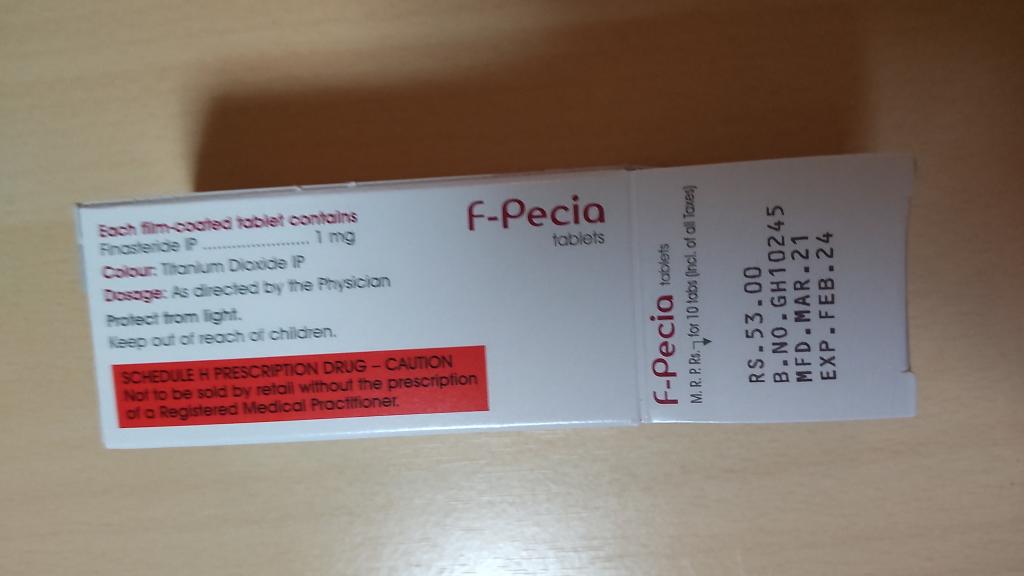 Each film-coated tablet contains
Finasteride IP ...................... 1 mg
Colour: Titanium Dioxide IP
Dosage: As directed by the Physician
Protect from light.
Keep out of reach of children.
SCHEDULE H PRESCRIPTION DRUG – CAUTION
Not to be sold by retail without the prescription
of a Registered Medical Practitioner.
F-Pecia
tablets
F-Pecia tablets
M. R. P. Rs. for 10 tabs (Incl. of all Taxes)
RS.53.00
B.NO.GH10245
MFD.MAR.21
EXP.FEB.24